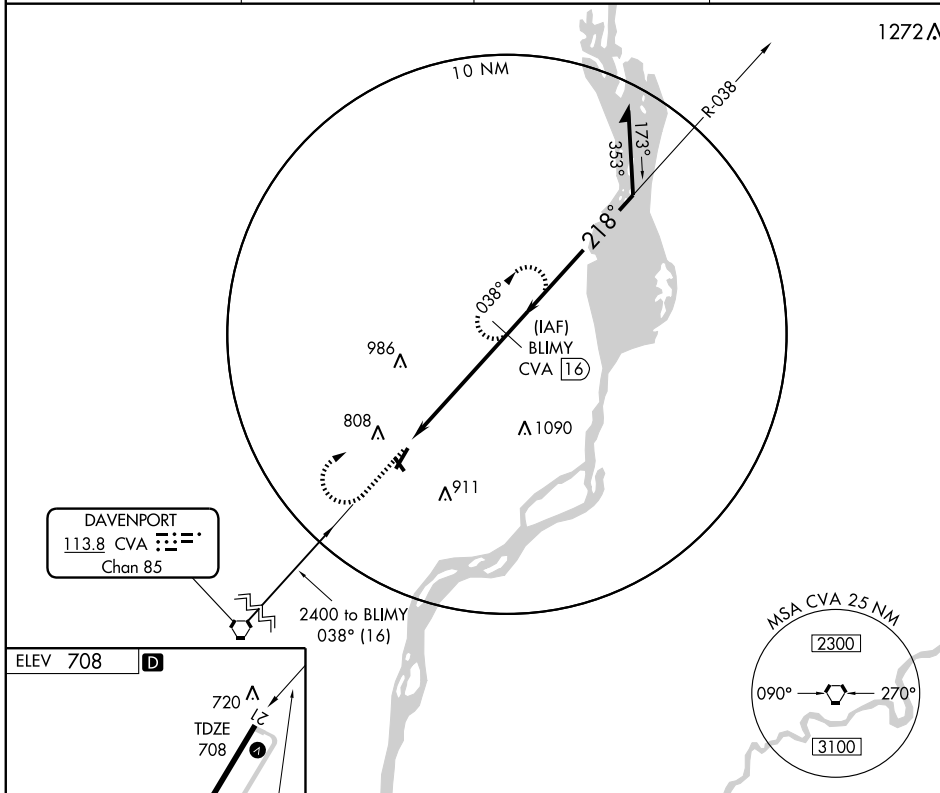 1272
10 NM
R-038
173°
353°
218°
038°
(IAF)
BLIMY
CVA 16
986
808
1090
911
DAVENPORT
113.8 CVA
Chan 85
2400 to BLIMY
038° (16)
MSA CVA 25 NM
2300
090°
270°
3100
ELEV 708 D
720
21
TDZE
708
V